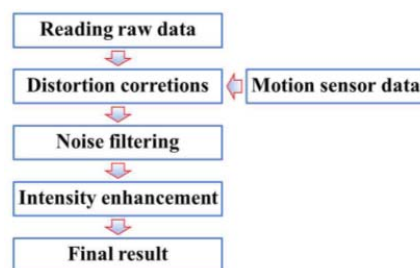 Reading raw data
Distortion corretions
Motion sensor data
Noise filtering
Intensity enhancement
Final result